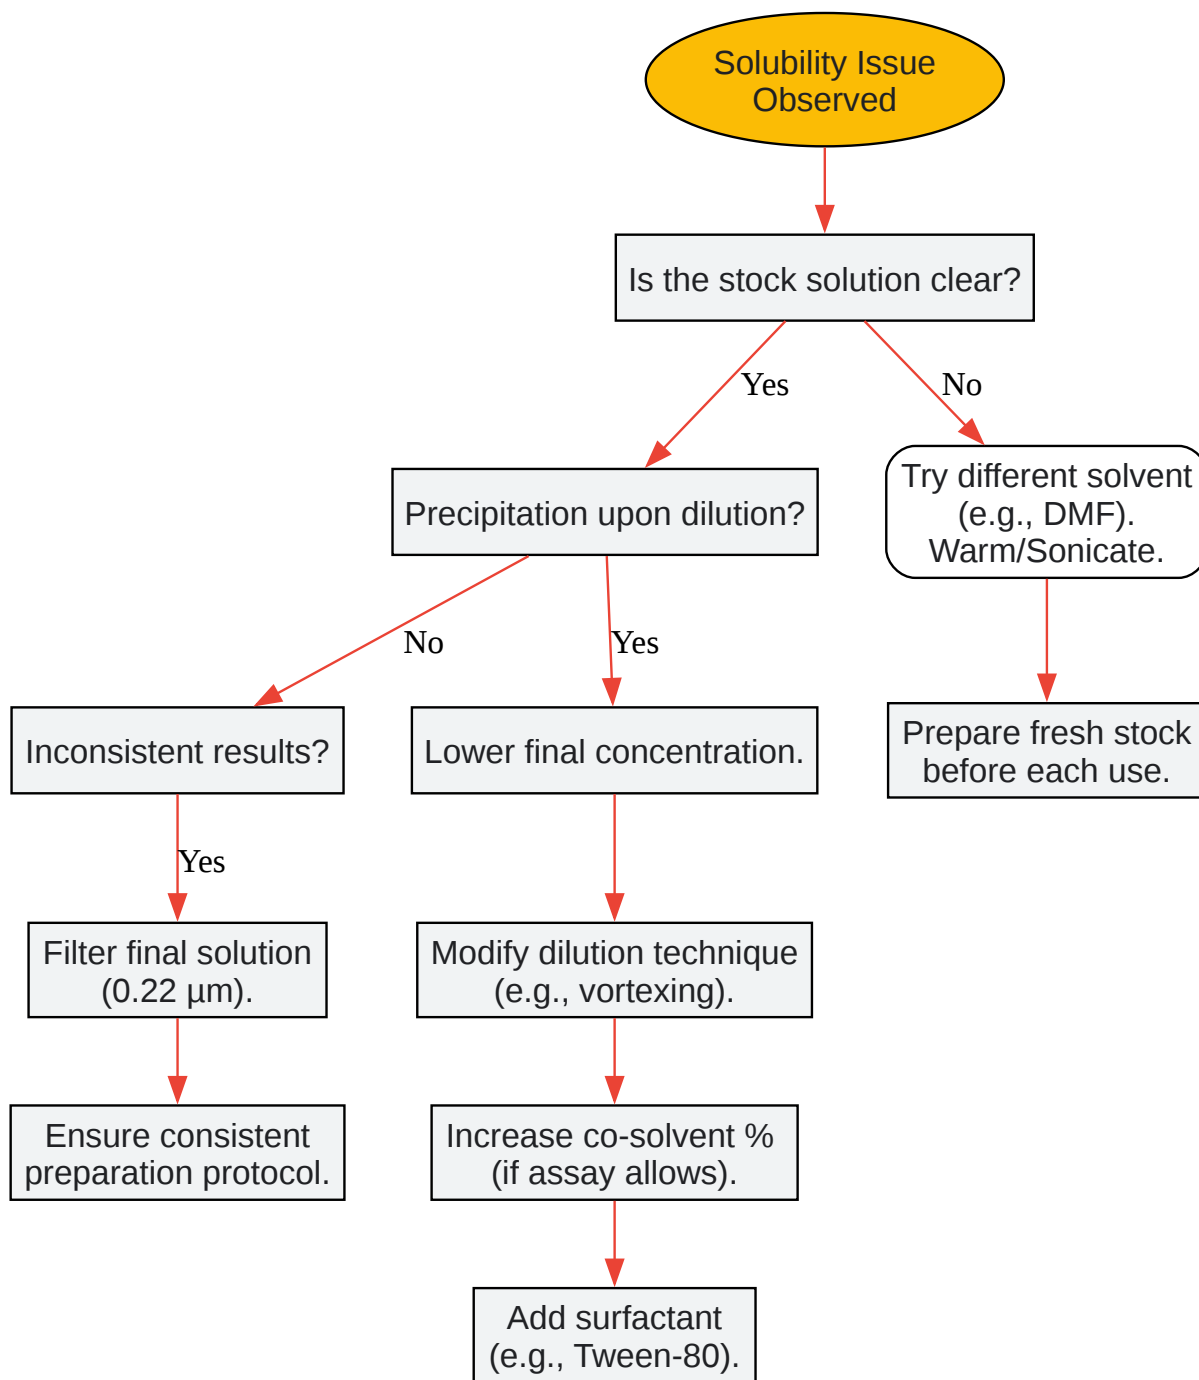 Solubility Issue
Observed
Is the stock solution clear?
Yes
No
Precipitation upon dilution?
Try different solvent
(e.g., DMF).
Warm/Sonicate.
No
Yes
Inconsistent results?
Lower final concentration.
Prepare fresh stock
before each use.
Yes
Filter final solution
(0.22 µm).
Modify dilution technique
(e.g., vortexing).
Ensure consistent
preparation protocol.
Increase co-solvent %
(if assay allows).
Add surfactant
(e.g., Tween-80).